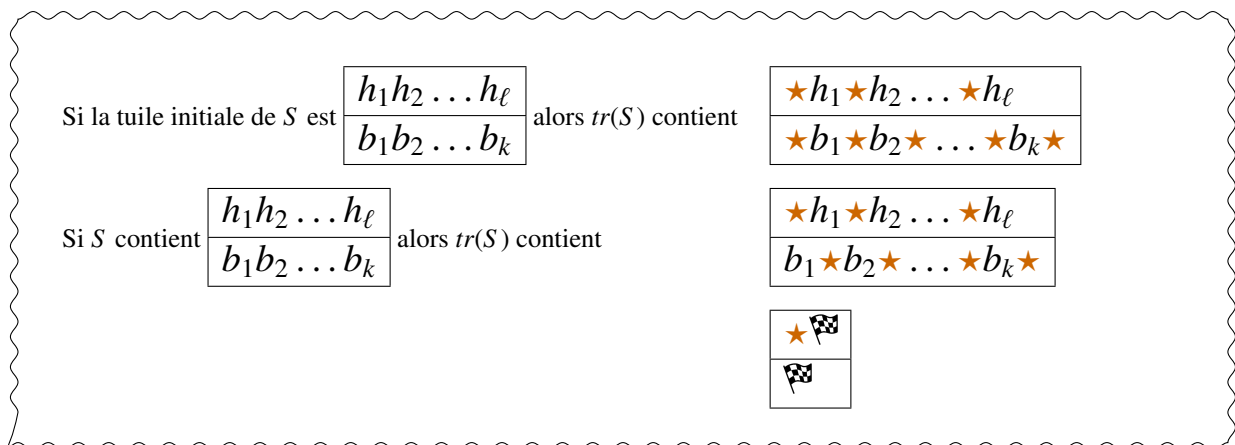 Si la tuile initiale de S est h₁h₂ … hℓ alors tr(S) contient ★h₁★h₂ … ★hℓ
b₁b₂ … bₖ ★b₁★b₂★ … ★bₖ★
Si S contient h₁h₂ … hℓ alors tr(S) contient ★h₁★h₂ … ★hℓ
b₁b₂ … bₖ b₁★b₂★ … ★bₖ★
★🏁
🏁